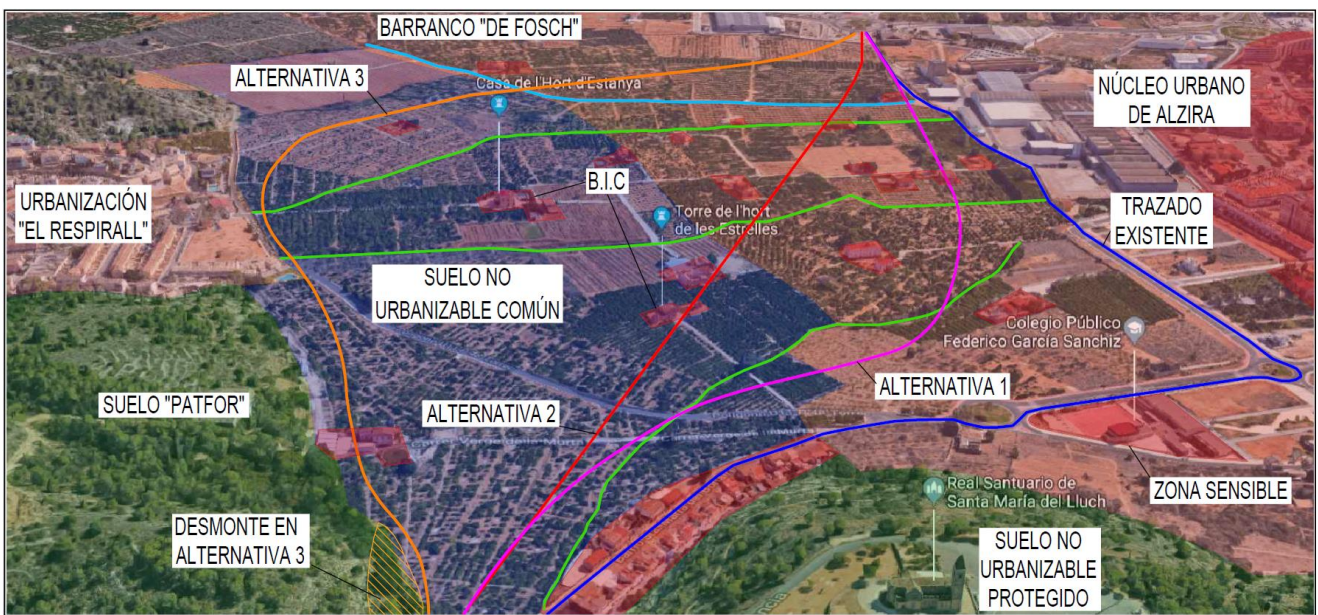 BARRANCO "DE FOSCH"
ALTERNATIVA 3
Casa de l'Hort d'Estanya
NÚCLEO URBANO
DE ALZIRA
URBANIZACIÓN
"EL RESPIRALL"
B.I.C
Torre de l'hort
de les Estrelles
TRAZADO
EXISTENTE
SUELO NO
URBANIZABLE COMÚN
Colegio Público
Federico García Sanchiz
SUELO "PATFOR"
ALTERNATIVA 2
ALTERNATIVA 1
Real Santuario de
Santa María del Lluch
ZONA SENSIBLE
DESMONTE EN
ALTERNATIVA 3
SUELO NO
URBANIZABLE
PROTEGIDO